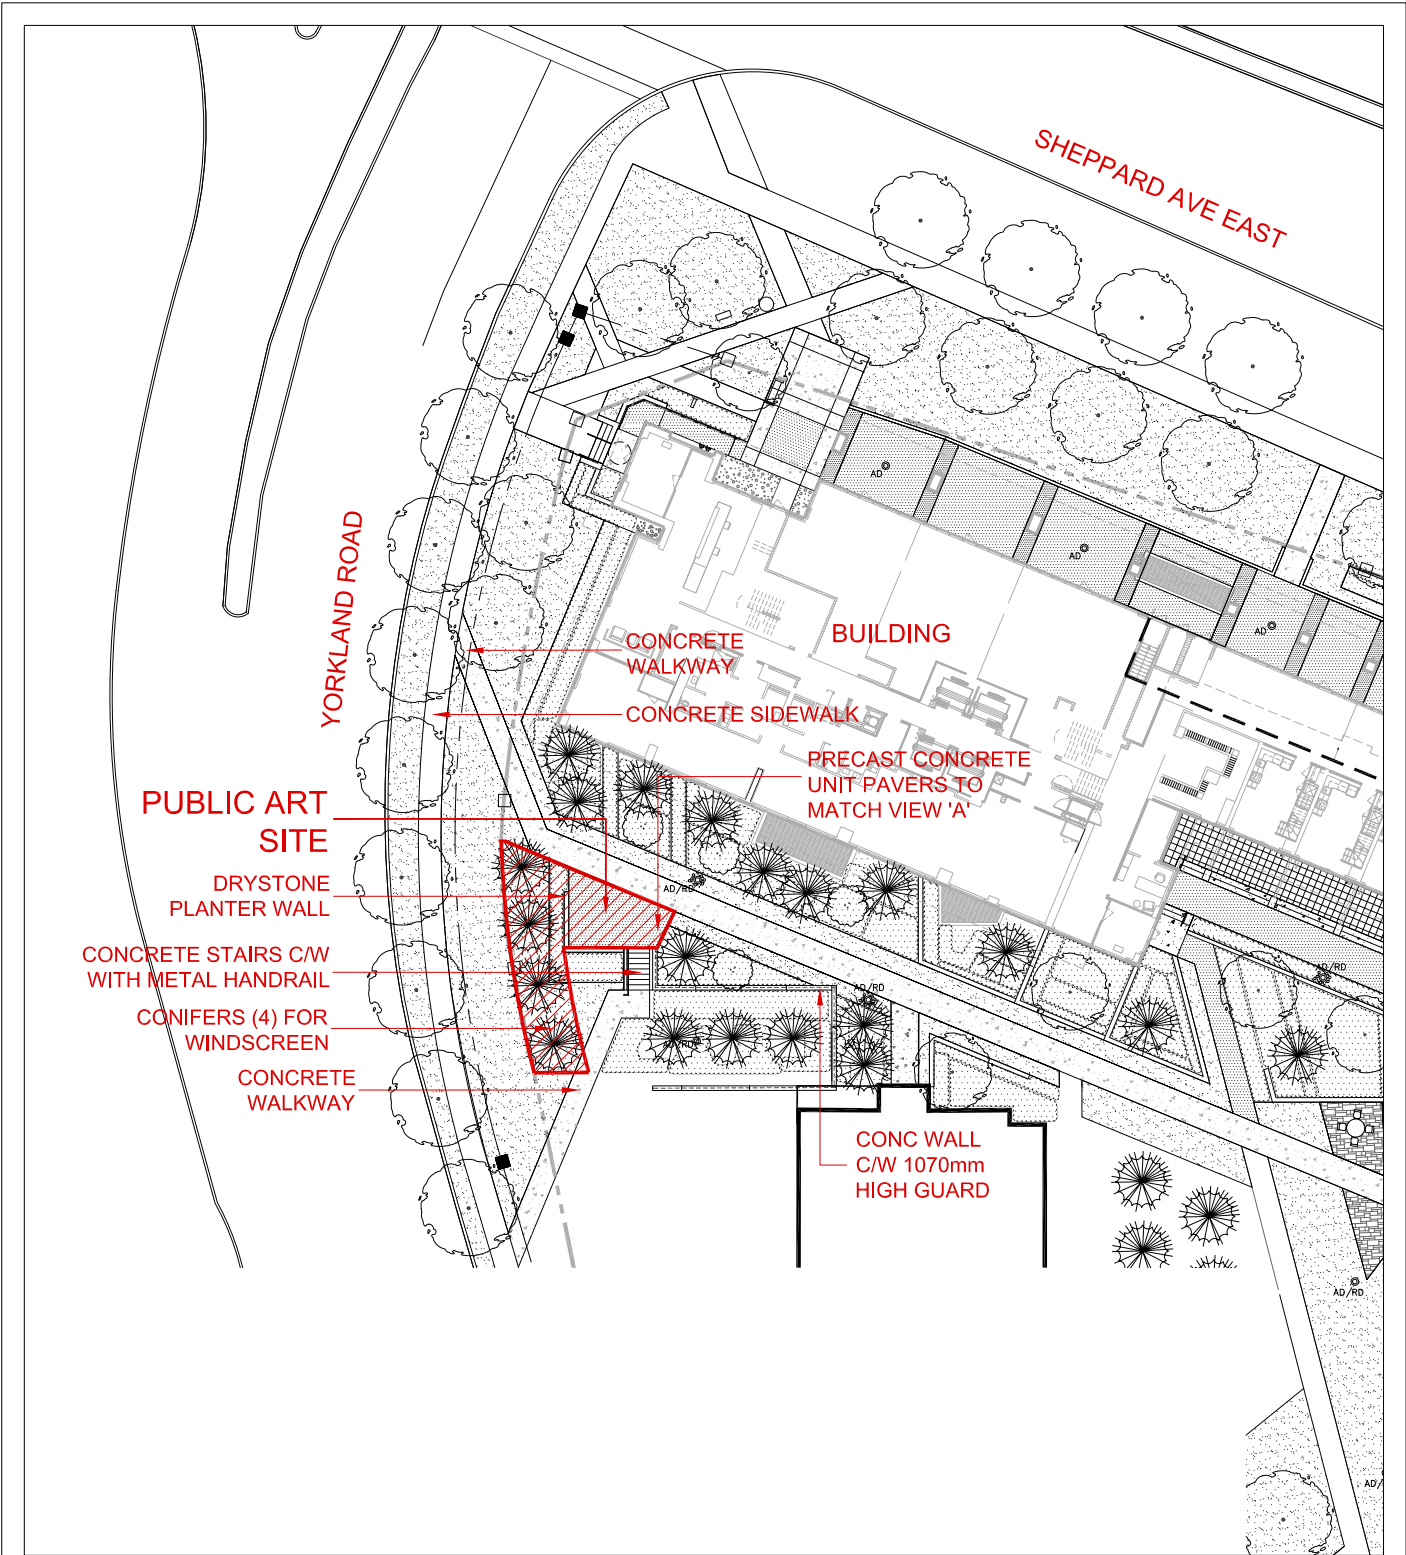 SHEPPARD AVE EAST
AD
YORKLAND ROAD
AD
AD
CONCRETE
WALKWAY
BUILDING
CONCRETE SIDEWALK
PRECAST CONCRETE
UNIT PAVERS TO
MATCH VIEW 'A'
PUBLIC ART
SITE
DRYSTONE
PLANTER WALL
AD/RD
CONCRETE STAIRS C/W
WITH METAL HANDRAIL
AD/RD
AD/RD
CONIFERS (4) FOR
WINDSCREEN
CONCRETE
WALKWAY
CONC WALL
C/W 1070mm
HIGH GUARD
AD/RD
AD/